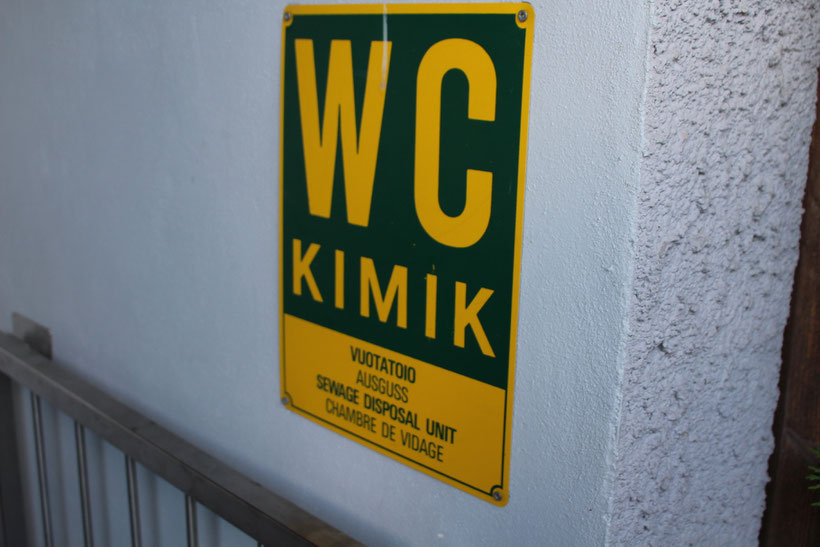 WC
KIMIK
VUOTATOIO
AUSGUSS
SEWAGE DISPOSAL UNIT
CHAMBRE DE VIDAGE